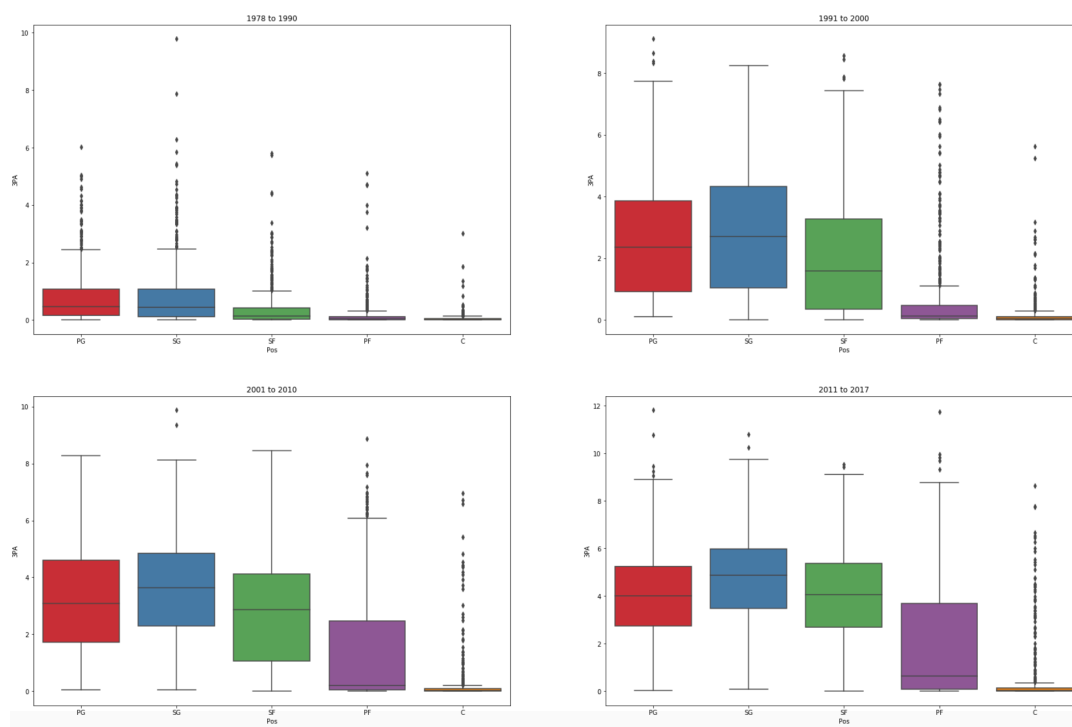 1978 to 1990
10
8
6
4
2
0
3PA
PG SG SF PF C
Pos
1991 to 2000
8
6
4
2
0
3PA
PG SG SF PF C
Pos
2001 to 2010
10
8
6
4
2
0
3PA
PG SG SF PF C
Pos
2011 to 2017
12
10
8
6
4
2
0
3PA
PG SG SF PF C
Pos